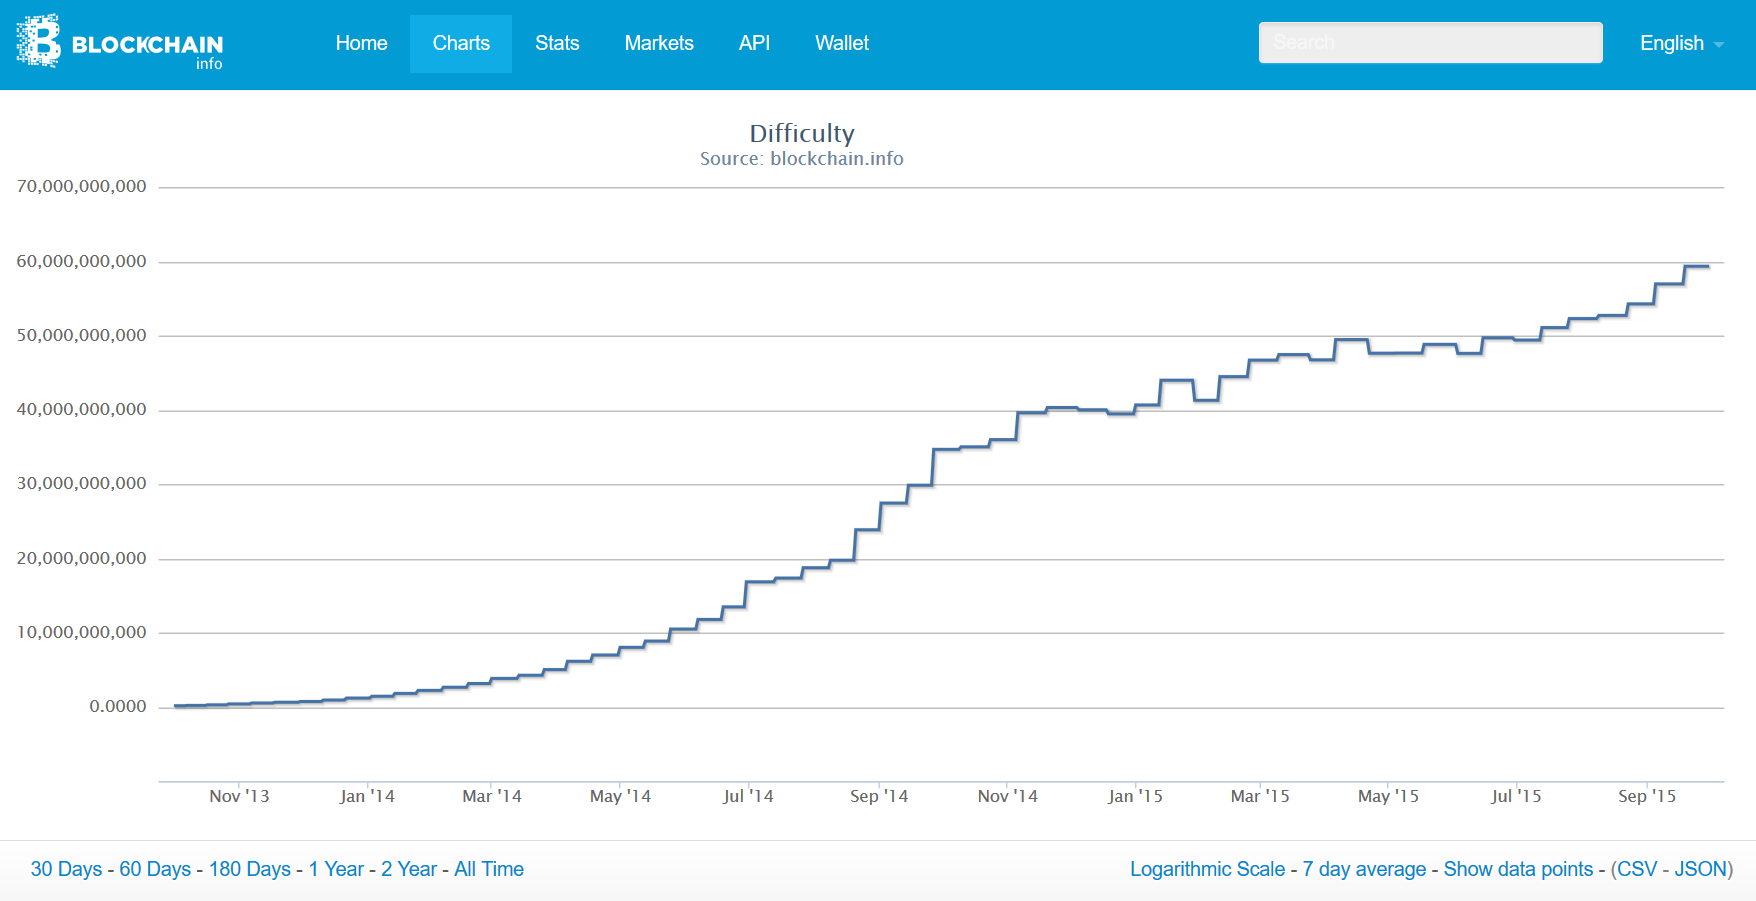 BLOCKCHAIN
info
Home Charts Stats Markets API Wallet
Search
English
Difficulty
Source: blockchain.info
70,000,000,000
60,000,000,000
50,000,000,000
40,000,000,000
30,000,000,000
20,000,000,000
10,000,000,000
0.0000
Nov '13 Jan '14 Mar '14 May '14 Jul '14 Sep '14 Nov '14 Jan '15 Mar '15 May '15 Jul '15 Sep '15
30 Days - 60 Days - 180 Days - 1 Year - 2 Year - All Time
Logarithmic Scale - 7 day average - Show data points - (CSV - JSON)